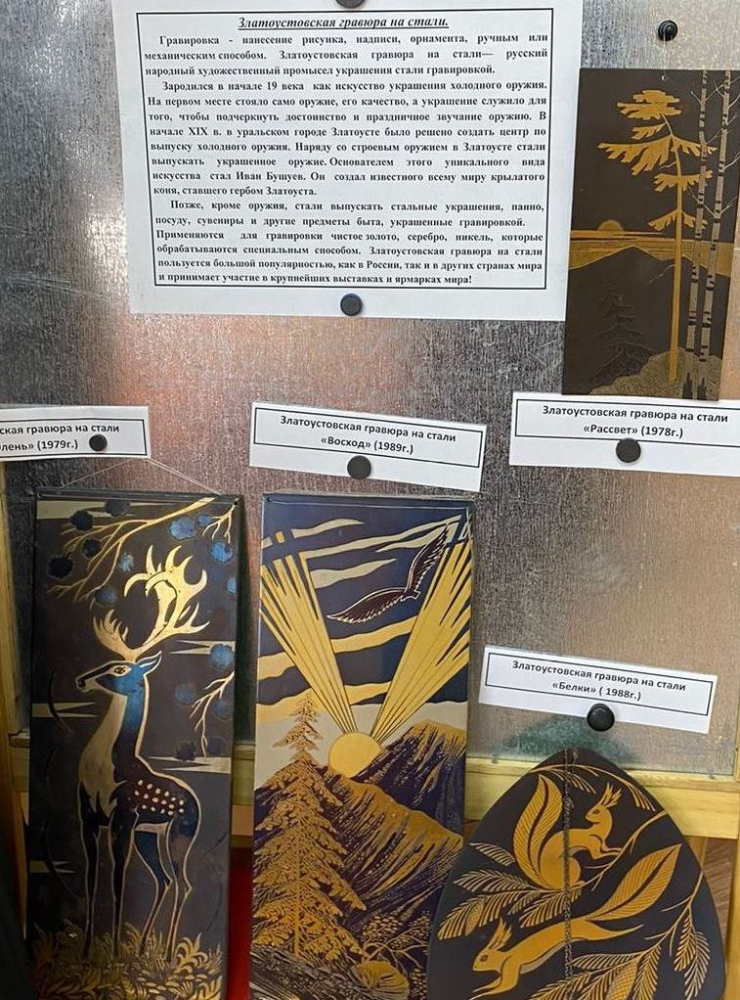 Златоустовская гравюра на стали.
Гравировка - нанесение рисунка, надписи, орнамента, ручным или
механическим способом. Златоустовская гравюра на стали— русский
народный художественный промысел украшения стали гравировкой.
Зародился в начале 19 века как искусство украшения холодного оружия.
На первом месте стояло само оружие, его качество, а украшение служило для
того, чтобы подчеркнуть достоинство и праздничное звучание оружию. В
начале XIX в. в уральском городе Златоусте было решено создать центр по
выпуску холодного оружия. Наряду со строевым оружием в Златоусте стали
выпускать украшенное оружие. Основателем этого уникального вида
искусства стал Иван Бушуев. Он создал известного всему миру крылатого
коня, ставшего гербом Златоуста.
Позже, кроме оружия, стали выпускать стальные украшения, панно,
посуду, сувениры и другие предметы быта, украшенные гравировкой.
Применяются для гравировки чистое золото, серебро, никель, которые
обрабатываются специальным способом. Златоустовская гравюра на стали
пользуется большой популярностью, как в России, так и в других странах мира
и принимает участие в крупнейших выставках и ярмарках мира!
ская гравюра на стали
лень» (1979г.)
Златоустовская гравюра на стали
«Восход» (1989г.)
Златоустовская гравюра на стали
«Рассвет» (1978г.)
Златоустовская гравюра на стали
«Белки» ( 1988г.)